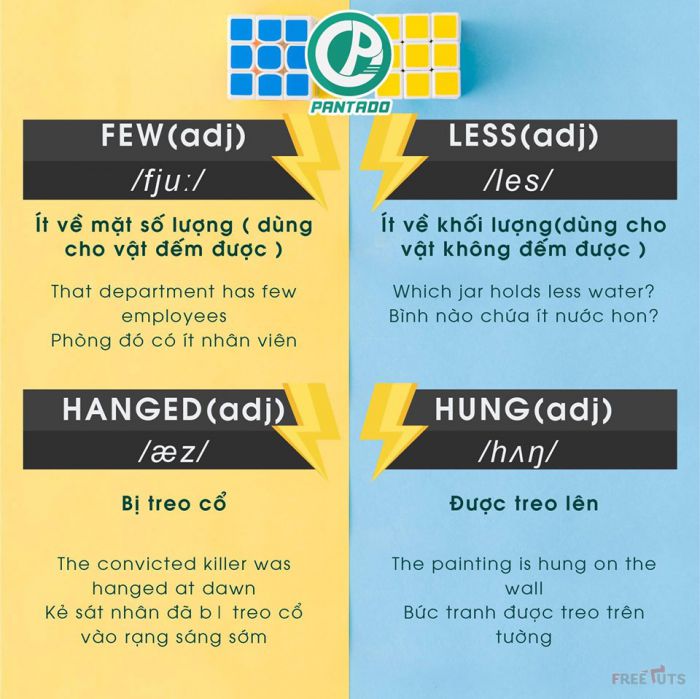 PANTADO
FEW(adj)
/fjuː/
Ít về mặt số lượng ( dùng
cho vật đếm được )
That department has few
employees
Phòng đó có ít nhân viên
LESS(adj)
/les/
Ít về khối lượng(dùng cho
vật không đếm được )
Which jar holds less water?
Bình nào chứa ít nước hon?
HANGED(adj)
/æz/
Bị treo cổ
The convicted killer was
hanged at dawn
Kẻ sát nhân đã b| treo cổ
vào rạng sáng sớm
HUNG(adj)
/hʌŋ/
Được treo lên
The painting is hung on the
wall
Bức tranh được treo trên
tường
FREETUTS